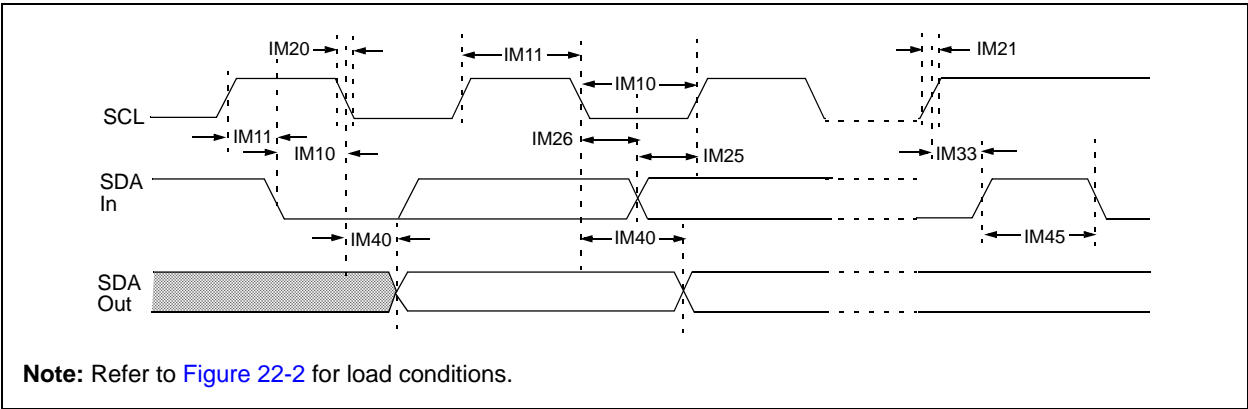 IM20
IM11
IM21
IM10
SCL
IM11
IM10
IM26
IM25
IM33
SDA
In
IM40
IM40
IM45
SDA
Out
Note: Refer to Figure 22-2 for load conditions.